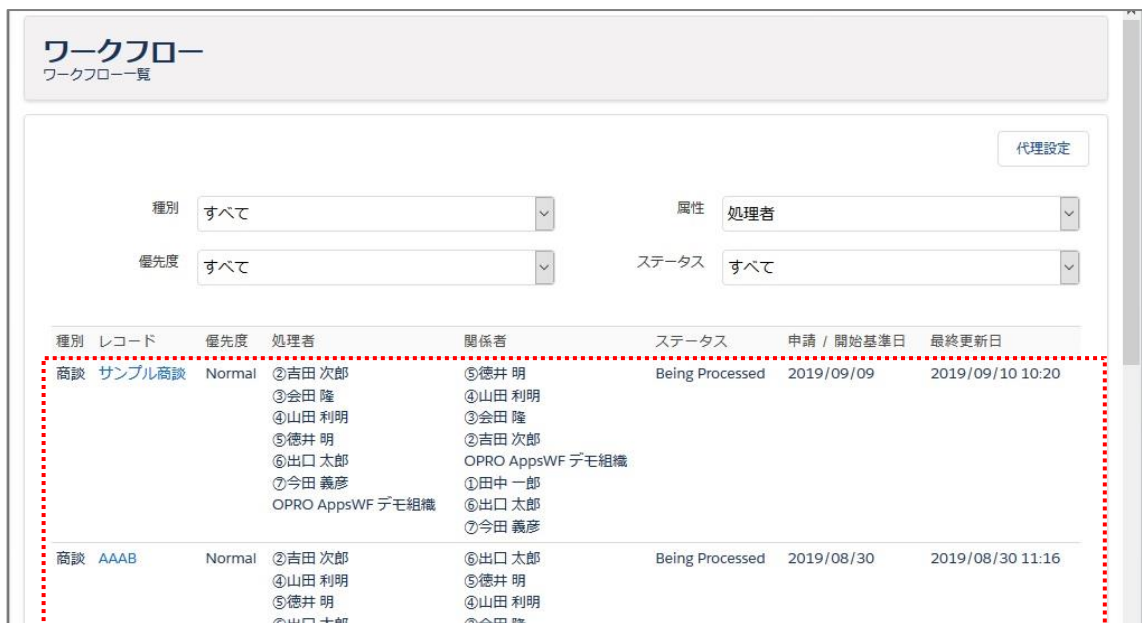 ワークフロー
ワークフロー一覧
代理設定
種別 すべて 属性 処理者
優先度 すべて ステータス すべて
種別 レコード 優先度 処理者 関係者 ステータス 申請 / 開始基準日 最終更新日
商談 サンプル商談 Normal ②吉田 次郎 ⑤徳井 明 Being Processed 2019/09/09 2019/09/10 10:20
③会田 隆 ④山田 利明
④山田 利明 ③会田 隆
⑤徳井 明 ②吉田 次郎
⑥出口 太郎 OPRO AppsWF デモ組織
⑦今田 義彦 ①田中 一郎
OPRO AppsWF デモ組織 ⑥出口 太郎
⑦今田 義彦
商談 AAAB Normal ②吉田 次郎 ⑥出口 太郎 Being Processed 2019/08/30 2019/08/30 11:16
④山田 利明 ⑤徳井 明
⑤徳井 明 ④山田 利明
⑥出口 太郎 ③会田 隆